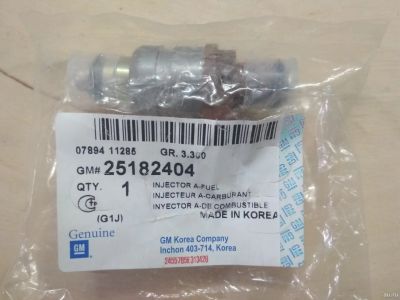 07894 11285 GR. 3.300
GM# 25182404
QTY. 1
INJECTOR A-FUEL
INJECTEUR A-CARBURANT
INYECTOR A-DE COMBUSTIBLE
MADE IN KOREA
(G1J)
Genuine
GM
GM Korea Company
Inchon 403-714, Korea